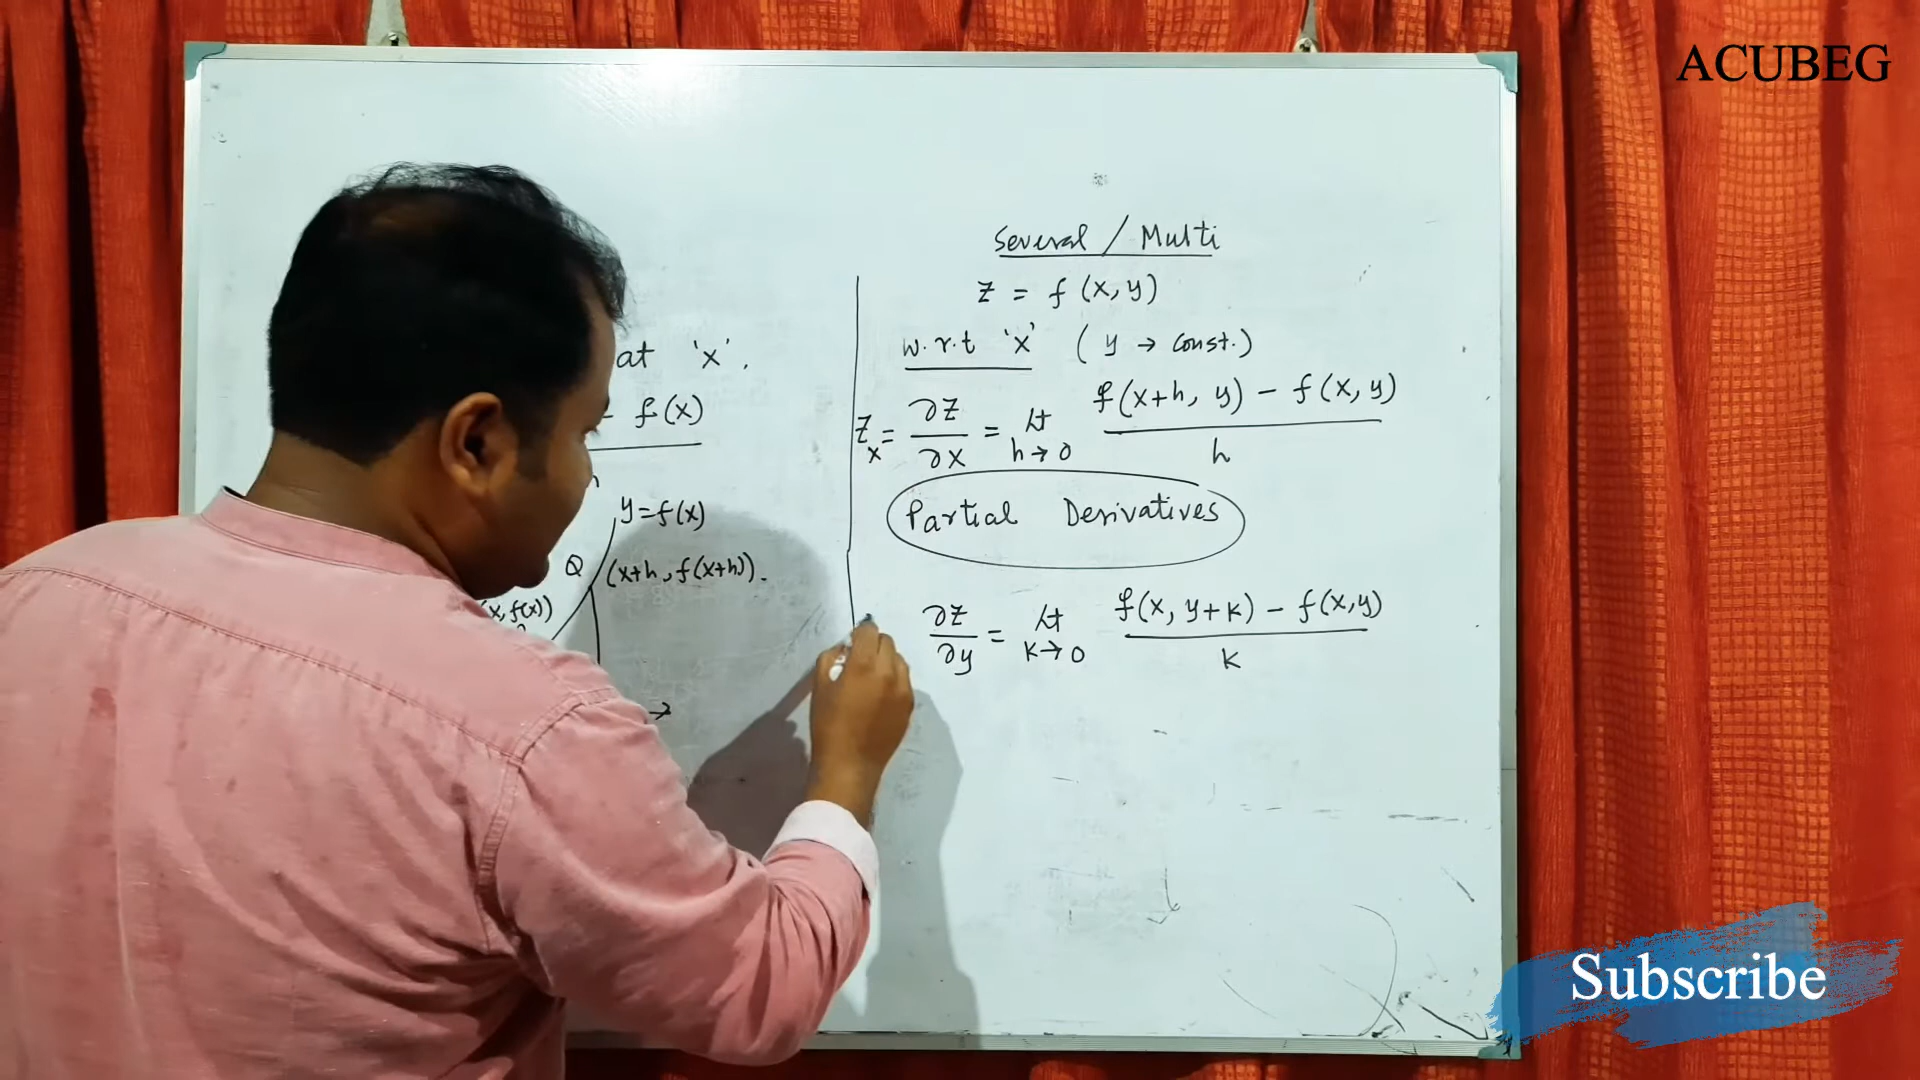 ACUBEG
at 'x'.
- f(x)
y=f(x)
Q (x+h, f(x+h)).
(x, f(x))
Several / Multi
z = f (x, y)
w.r.t 'x' ( y → const.)
Z_x = ∂z/∂x = lt h→0 f(x+h, y) - f(x, y) / h
Partial Derivatives
∂z/∂y = lt k→0 f(x, y+k) - f(x,y) / k
Subscribe